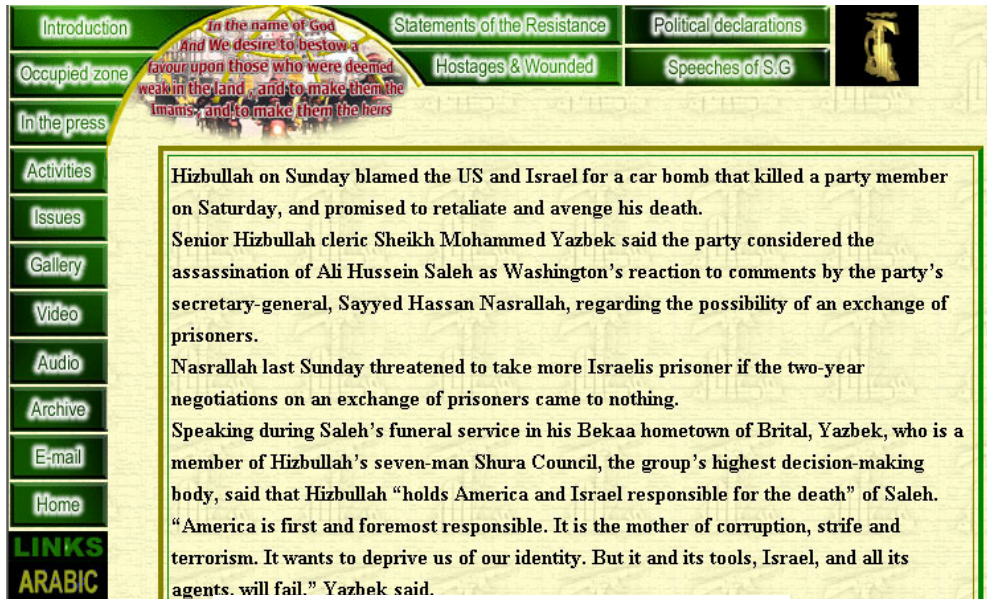 Introduction
Occupied zone
In the press
Activities
Issues
Gallery
Video
Audio
Archive
E-mail
Home
LINKS
ARABIC
In the name of God
And We desire to bestow a
favour upon those who were deemed
weak in the land , and to make them the
Imams , and to make them the heirs
Statements of the Resistance
Political declarations
Hostages & Wounded
Speeches of S.G
Hizbullah on Sunday blamed the US and Israel for a car bomb that killed a party member
on Saturday, and promised to retaliate and avenge his death.
Senior Hizbullah cleric Sheikh Mohammed Yazbek said the party considered the
assassination of Ali Hussein Saleh as Washington’s reaction to comments by the party’s
secretary-general, Sayyed Hassan Nasrallah, regarding the possibility of an exchange of
prisoners.
Nasrallah last Sunday threatened to take more Israelis prisoner if the two-year
negotiations on an exchange of prisoners came to nothing.
Speaking during Saleh’s funeral service in his Bekaa hometown of Brital, Yazbek, who is a
member of Hizbullah’s seven-man Shura Council, the group’s highest decision-making
body, said that Hizbullah “holds America and Israel responsible for the death” of Saleh.
“America is first and foremost responsible. It is the mother of corruption, strife and
terrorism. It wants to deprive us of our identity. But it and its tools, Israel, and all its
agents, will fail,” Yazbek said.